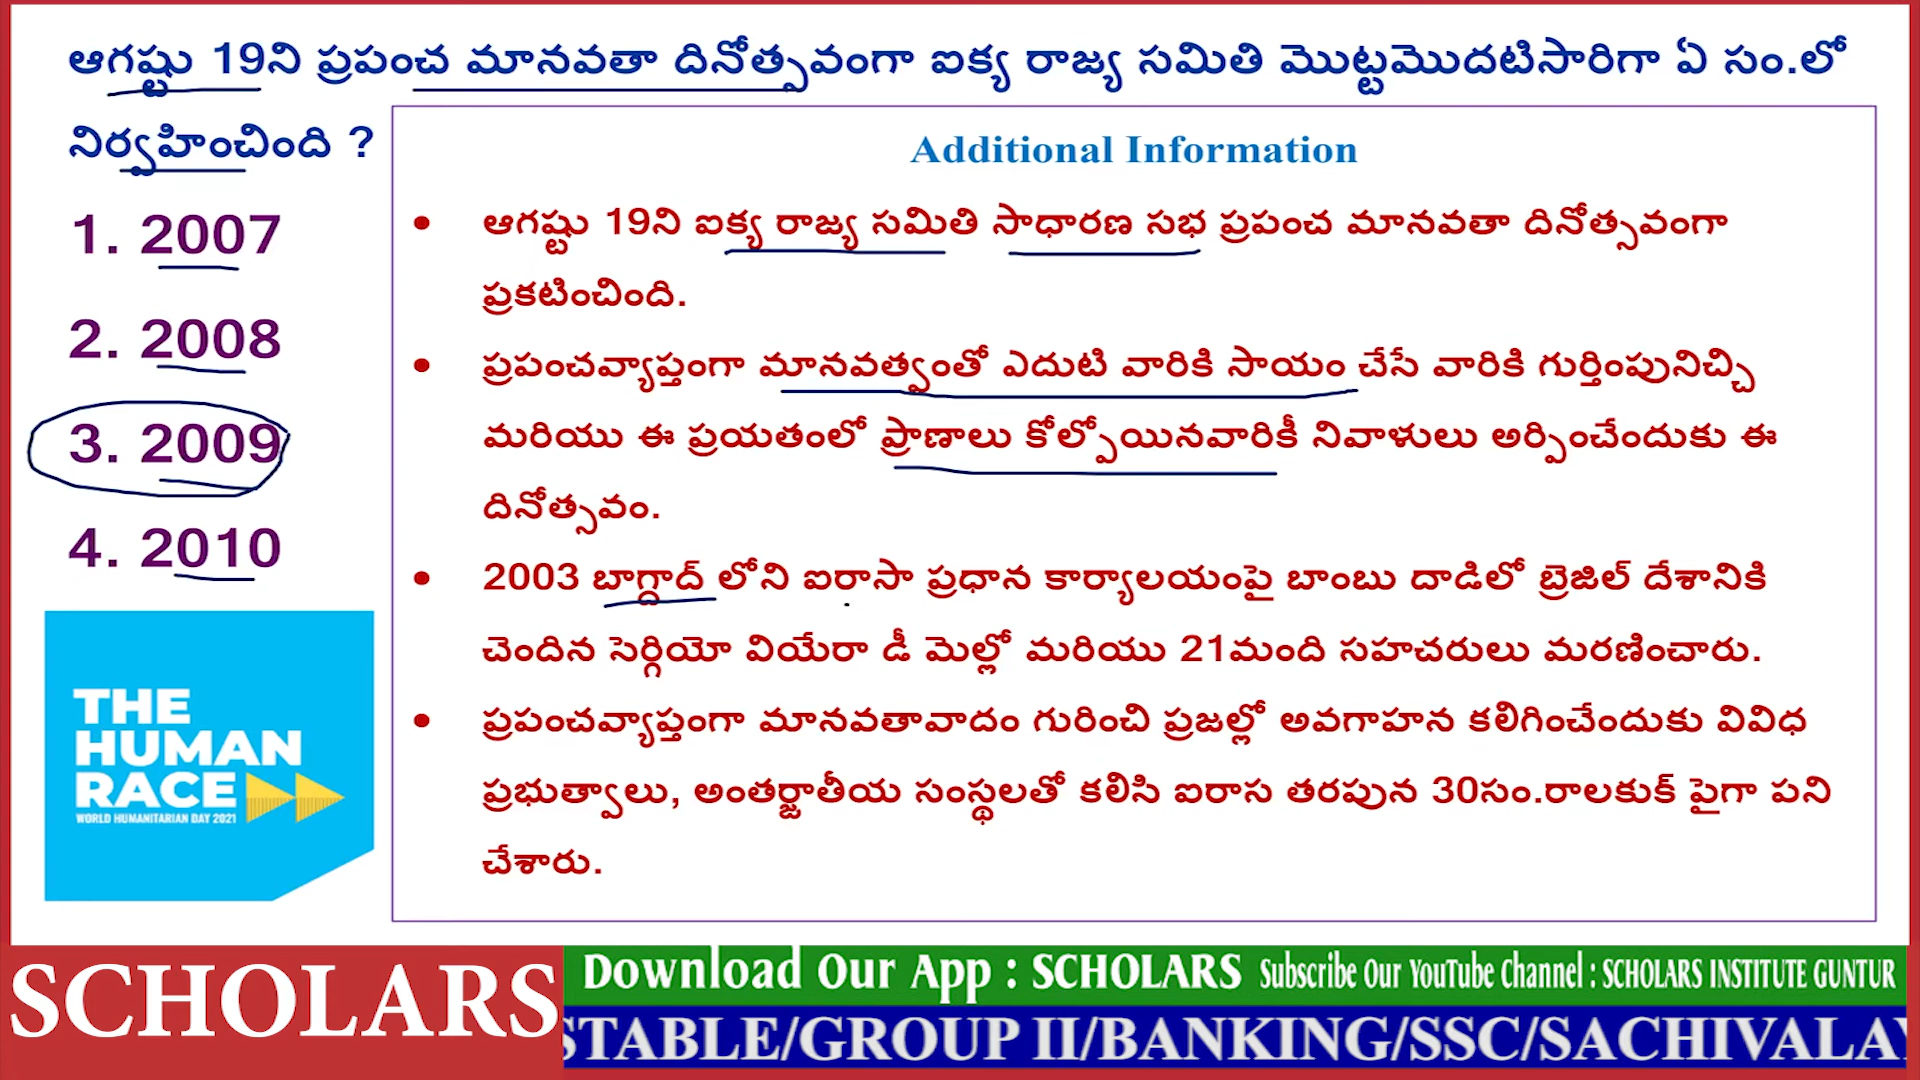 ఆగష్టు 19ని ప్రపంచ మానవతా దినోత్సవంగా ఐక్య రాజ్య సమితి మొట్టమొదటిసారిగా ఏ సం.లో
నిర్వహించింది ?
1. 2007
2. 2008
3. 2009
4. 2010
Additional Information
• ఆగష్టు 19ని ఐక్య రాజ్య సమితి సాధారణ సభ ప్రపంచ మానవతా దినోత్సవంగా
ప్రకటించింది.
• ప్రపంచవ్యాప్తంగా మానవత్వంతో ఎదుటి వారికి సాయం చేసే వారికి గుర్తింపునిచ్చి
మరియు ఈ ప్రయతంలో ప్రాణాలు కోల్పోయినవారికీ నివాళులు అర్పించేందుకు ఈ
దినోత్సవం.
• 2003 బాగ్దాద్ లోని ఐరాసా ప్రధాన కార్యాలయంపై బాంబు దాడిలో బ్రెజిల్ దేశానికి
చెందిన సెర్గియో వియేరా డీ మెల్లో మరియు 21మంది సహచరులు మరణించారు.
• ప్రపంచవ్యాప్తంగా మానవతావాదం గురించి ప్రజల్లో అవగాహన కలిగించేందుకు వివిధ
ప్రభుత్వాలు, అంతర్జాతీయ సంస్థలతో కలిసి ఐరాస తరపున 30సం.రాలకుక్ పైగా పని
చేశారు.
THE
HUMAN
RACE
WORLD HUMANITARIAN DAY 2021
SCHOLARS
Download Our App : SCHOLARS Subscribe Our YouTube Channel : SCHOLARS INSTITUTE GUNTUR
STABLE/GROUP II/BANKING/SSC/SACHIVALAY